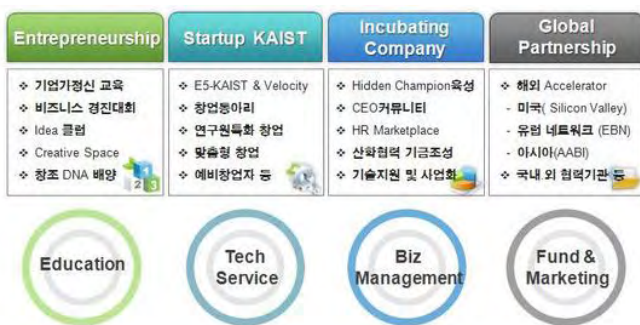 Entrepreneurship
❖ 기업가정신 교육
❖ 비즈니스 경진대회
❖ Idea 클럽
❖ Creative Space
❖ 창조 DNA 배양
1 2 3
Startup KAIST
❖ E5-KAIST & Velocity
❖ 창업동아리
❖ 연구원특화 창업
❖ 맞춤형 창업
❖ 예비창업자 등
Incubating
Company
❖ Hidden Champion육성
❖ CEO커뮤니티
❖ HR Marketplace
❖ 산학협력 기금조성
❖ 기술지원 및 사업화
Global
Partnership
❖ 해외 Accelerator
- 미국( Silicon Valley)
- 유럽 네트워크 (EBN)
- 아시아(AABI)
❖ 국내 외 협력기관 등
Education
Tech
Service
Biz
Management
Fund &
Marketing